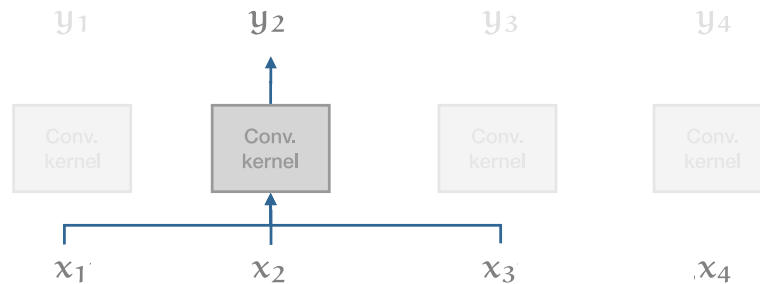 y₁ y₂ y₃ y₄
Conv. Conv. Conv. Conv.
kernel kernel kernel kernel
x₁ x₂ x₃ x₄